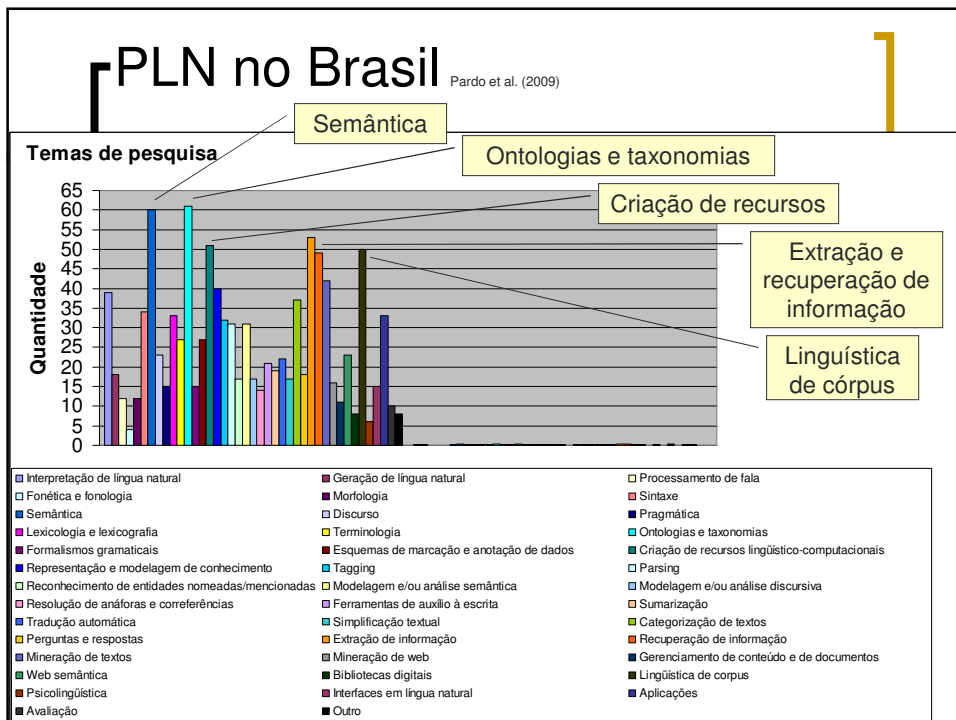 PLN no Brasil Pardo et al. (2009)
Semântica
Ontologias e taxonomias
Criação de recursos
Extração e
recuperação de
informação
Linguística
de córpus
Temas de pesquisa
Quantidade
65
60
55
50
45
40
35
30
25
20
15
10
5
0
Interpretação de língua natural Geração de língua natural Processamento de fala
Fonética e fonologia Morfologia Sintaxe
Semântica Discurso Pragmática
Lexicologia e lexicografia Terminologia Ontologias e taxonomias
Formalismos gramaticais Esquemas de marcação e anotação de dados Criação de recursos lingüístico-computacionais
Representação e modelagem de conhecimento Tagging Parsing
Reconhecimento de entidades nomeadas/mencionadas Modelagem e/ou análise semântica Modelagem e/ou análise discursiva
Resolução de anáforas e correferências Ferramentas de auxílio à escrita Sumarização
Tradução automática Simplificação textual Categorização de textos
Perguntas e respostas Extração de informação Recuperação de informação
Mineração de textos Mineração de web Gerenciamento de conteúdo e de documentos
Web semântica Bibliotecas digitais Lingüística de corpus
Psicolingüística Interfaces em língua natural Aplicações
Avaliação Outro